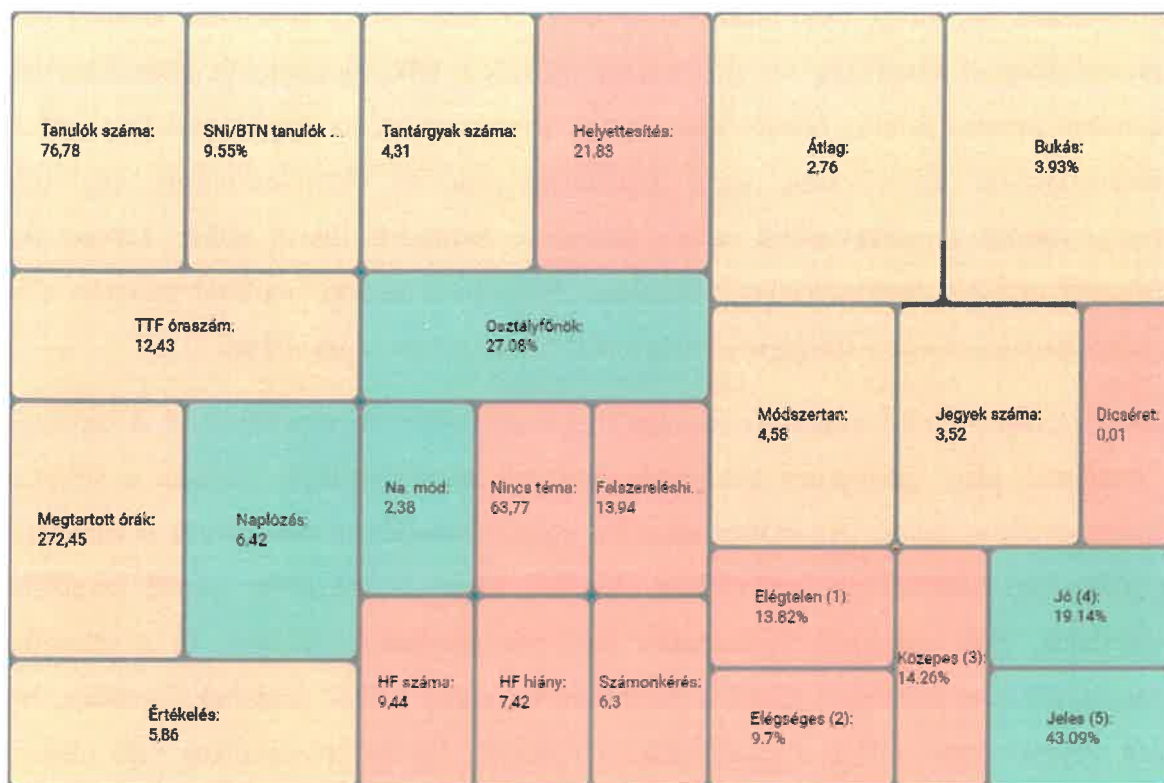 Tanulók száma:
76,78
SNI/BTN tanulók ...
9.55%
Tantárgyak száma:
4,31
Helyettesítés:
21,83
Átlag:
2,76
Bukás:
3.93%
TTF óraszám:
12,43
Osztályfőnök:
27.08%
Módszertan:
4,58
Jegyek száma:
3,52
Dicséret:
0,01
Megtartott órák:
272,45
Naplózás:
6,42
Na. mód:
2,38
Nincs téma:
63,77
Felszereléshi...
13,94
Elégtelen (1):
13.82%
Közepes (3):
14.26%
Jó (4):
19.14%
Értékelés:
5,86
HF száma:
9,44
HF hiány:
7,42
Számonkérés:
6,3
Elégséges (2):
9.7%
Jeles (5):
43.09%